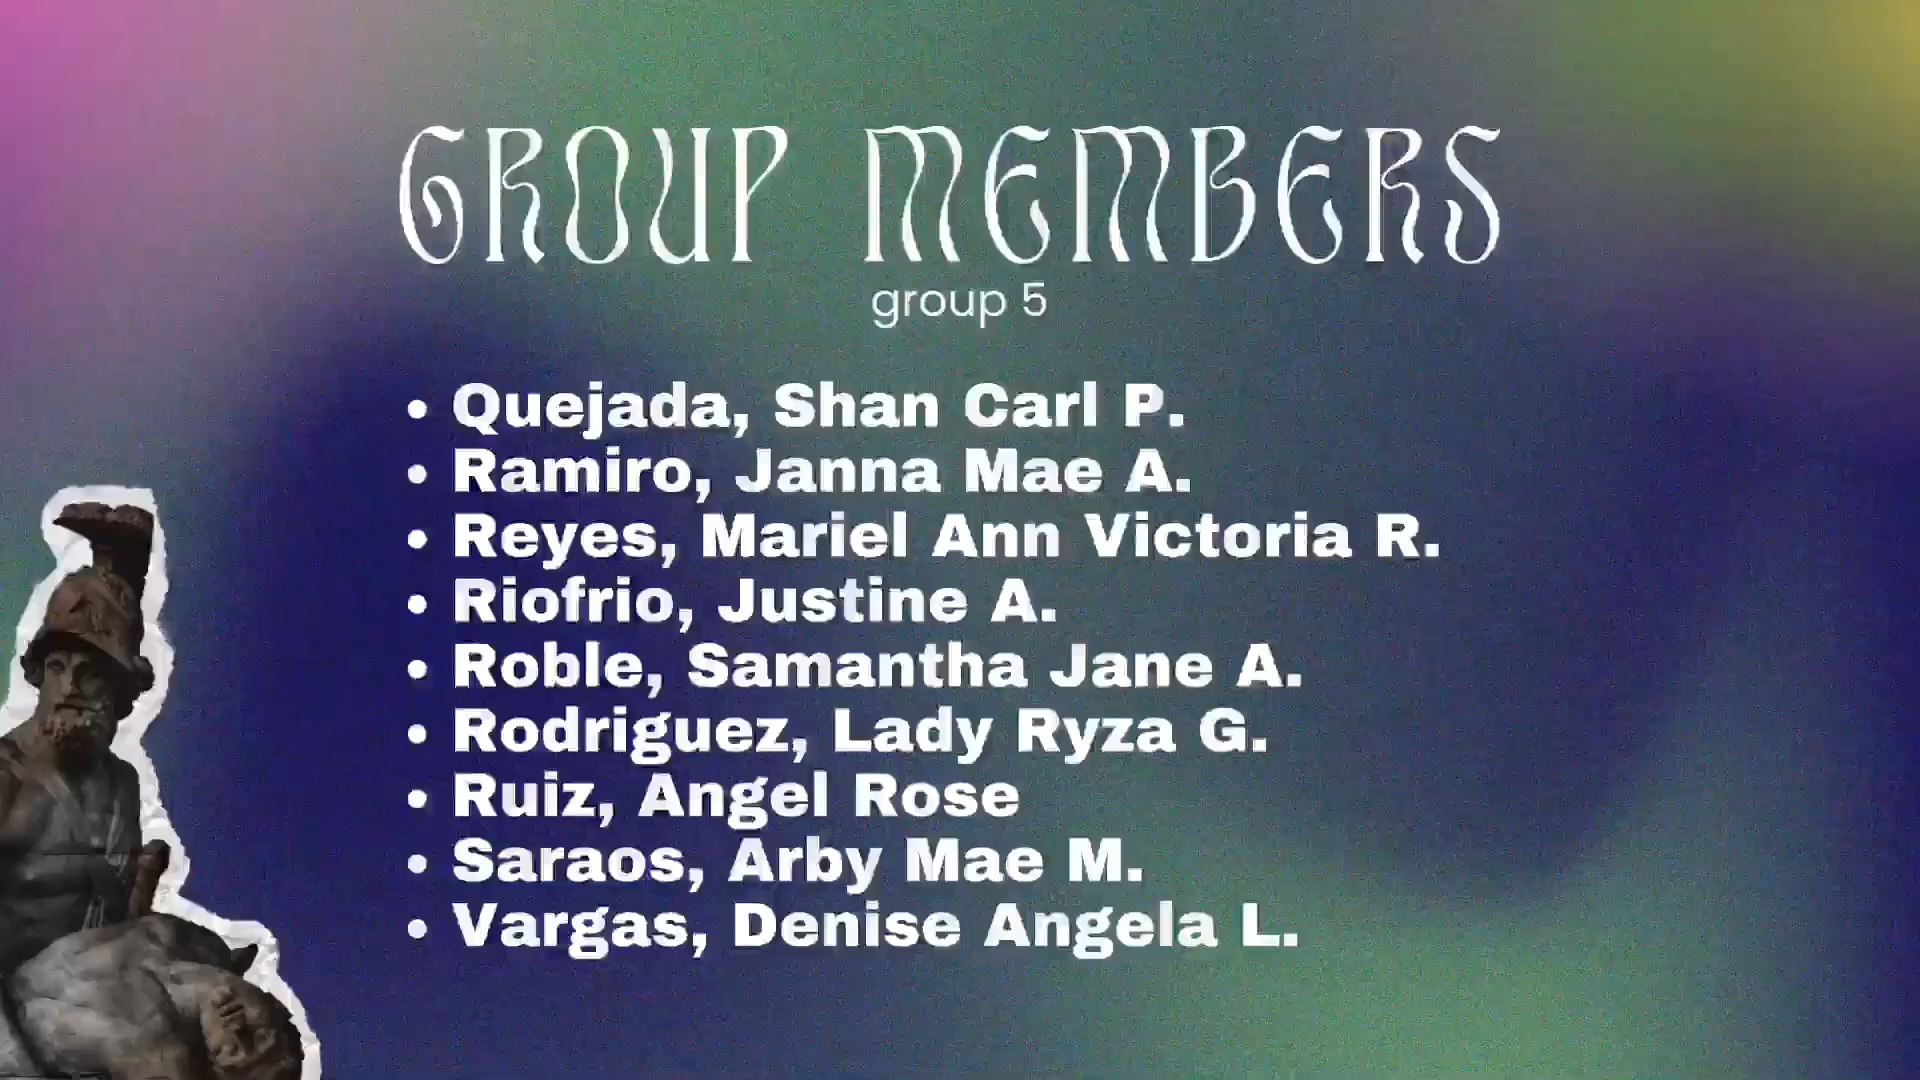 GROUP MEMBERS
group 5
• Quejada, Shan Carl P.
• Ramiro, Janna Mae A.
• Reyes, Mariel Ann Victoria R.
• Riofrio, Justine A.
• Roble, Samantha Jane A.
• Rodriguez, Lady Ryza G.
• Ruiz, Angel Rose
• Saraos, Arby Mae M.
• Vargas, Denise Angela L.